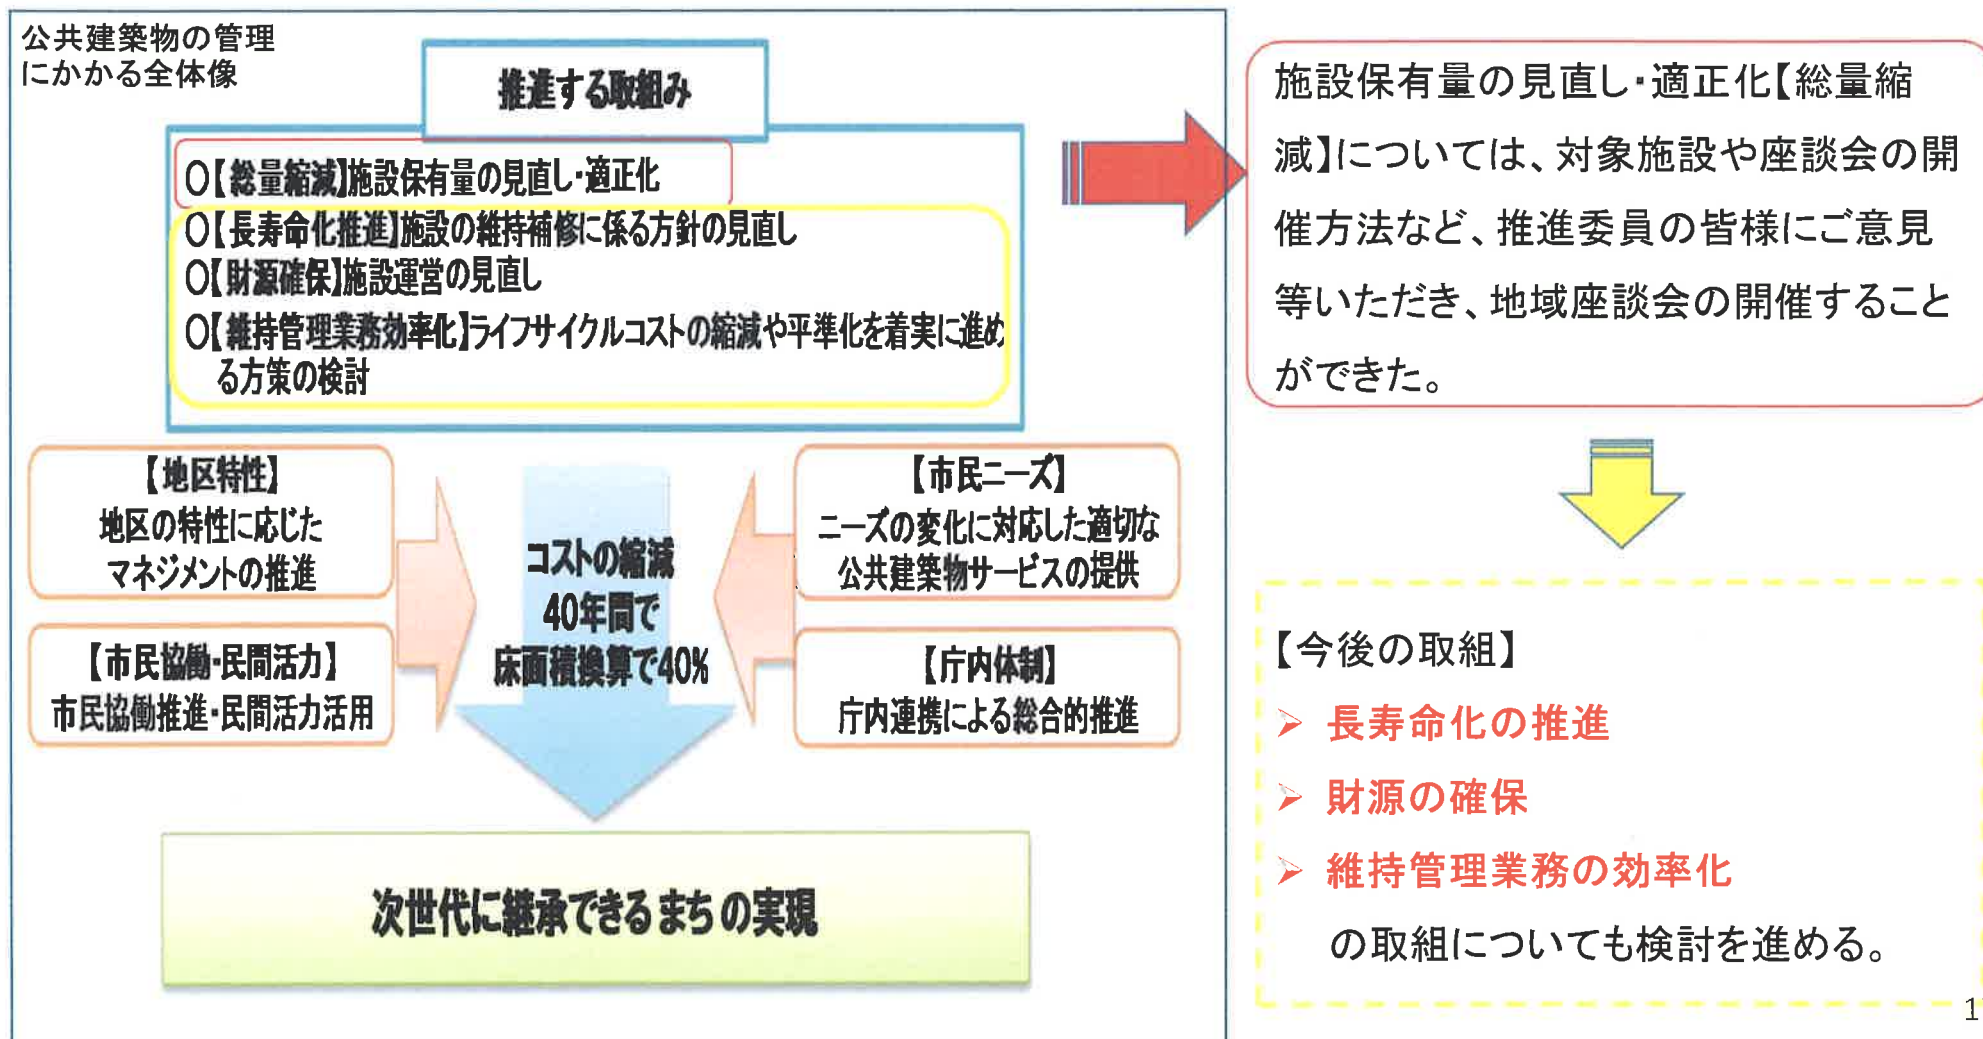 公共建築物の管理
にかかる全体像
推進する取組み
○【総量縮減】施設保有量の見直し・適正化
○【長寿命化推進】施設の維持補修に係る方針の見直し
○【財源確保】施設運営の見直し
○【維持管理業務効率化】ライフサイクルコストの縮減や平準化を着実に進め
る方策の検討
【地区特性】
地区の特性に応じた
マネジメントの推進
【市民協働・民間活力】
市民協働推進・民間活力活用
コストの縮減
40年間で
床面積換算で40%
【市民ニーズ】
ニーズの変化に対応した適切な
公共建築物サービスの提供
【庁内体制】
庁内連携による総合的推進
次世代に継承できるまちの実現
施設保有量の見直し・適正化【総量縮
減】については、対象施設や座談会の開
催方法など、推進委員の皆様にご意見
等いただき、地域座談会の開催すること
ができた。
【今後の取組】
➢ 長寿命化の推進
➢ 財源の確保
➢ 維持管理業務の効率化
の取組についても検討を進める。
1